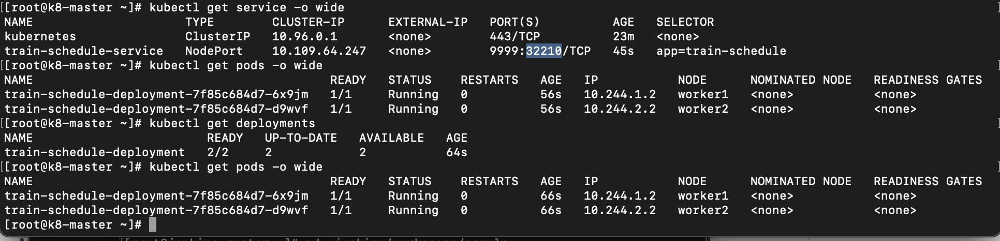 [[root@k8-master ~]# kubectl get service -o wide ]
NAME TYPE CLUSTER-IP EXTERNAL-IP PORT(S) AGE SELECTOR
kubernetes ClusterIP 10.96.0.1 <none> 443/TCP 23m <none>
train-schedule-service NodePort 10.109.64.247 <none> 9999:32210/TCP 45s app=train-schedule
[[root@k8-master ~]# kubectl get pods -o wide ]
NAME READY STATUS RESTARTS AGE IP NODE NOMINATED NODE READINESS GATES
train-schedule-deployment-7f85c684d7-6x9jm 1/1 Running 0 56s 10.244.1.2 worker1 <none> <none>
train-schedule-deployment-7f85c684d7-d9wvf 1/1 Running 0 56s 10.244.2.2 worker2 <none> <none>
[[root@k8-master ~]# kubectl get deployments ]
NAME READY UP-TO-DATE AVAILABLE AGE
train-schedule-deployment 2/2 2 2 64s
[[root@k8-master ~]# kubectl get pods -o wide ]
NAME READY STATUS RESTARTS AGE IP NODE NOMINATED NODE READINESS GATES
train-schedule-deployment-7f85c684d7-6x9jm 1/1 Running 0 66s 10.244.1.2 worker1 <none> <none>
train-schedule-deployment-7f85c684d7-d9wvf 1/1 Running 0 66s 10.244.2.2 worker2 <none> <none>
[root@k8-master ~]#